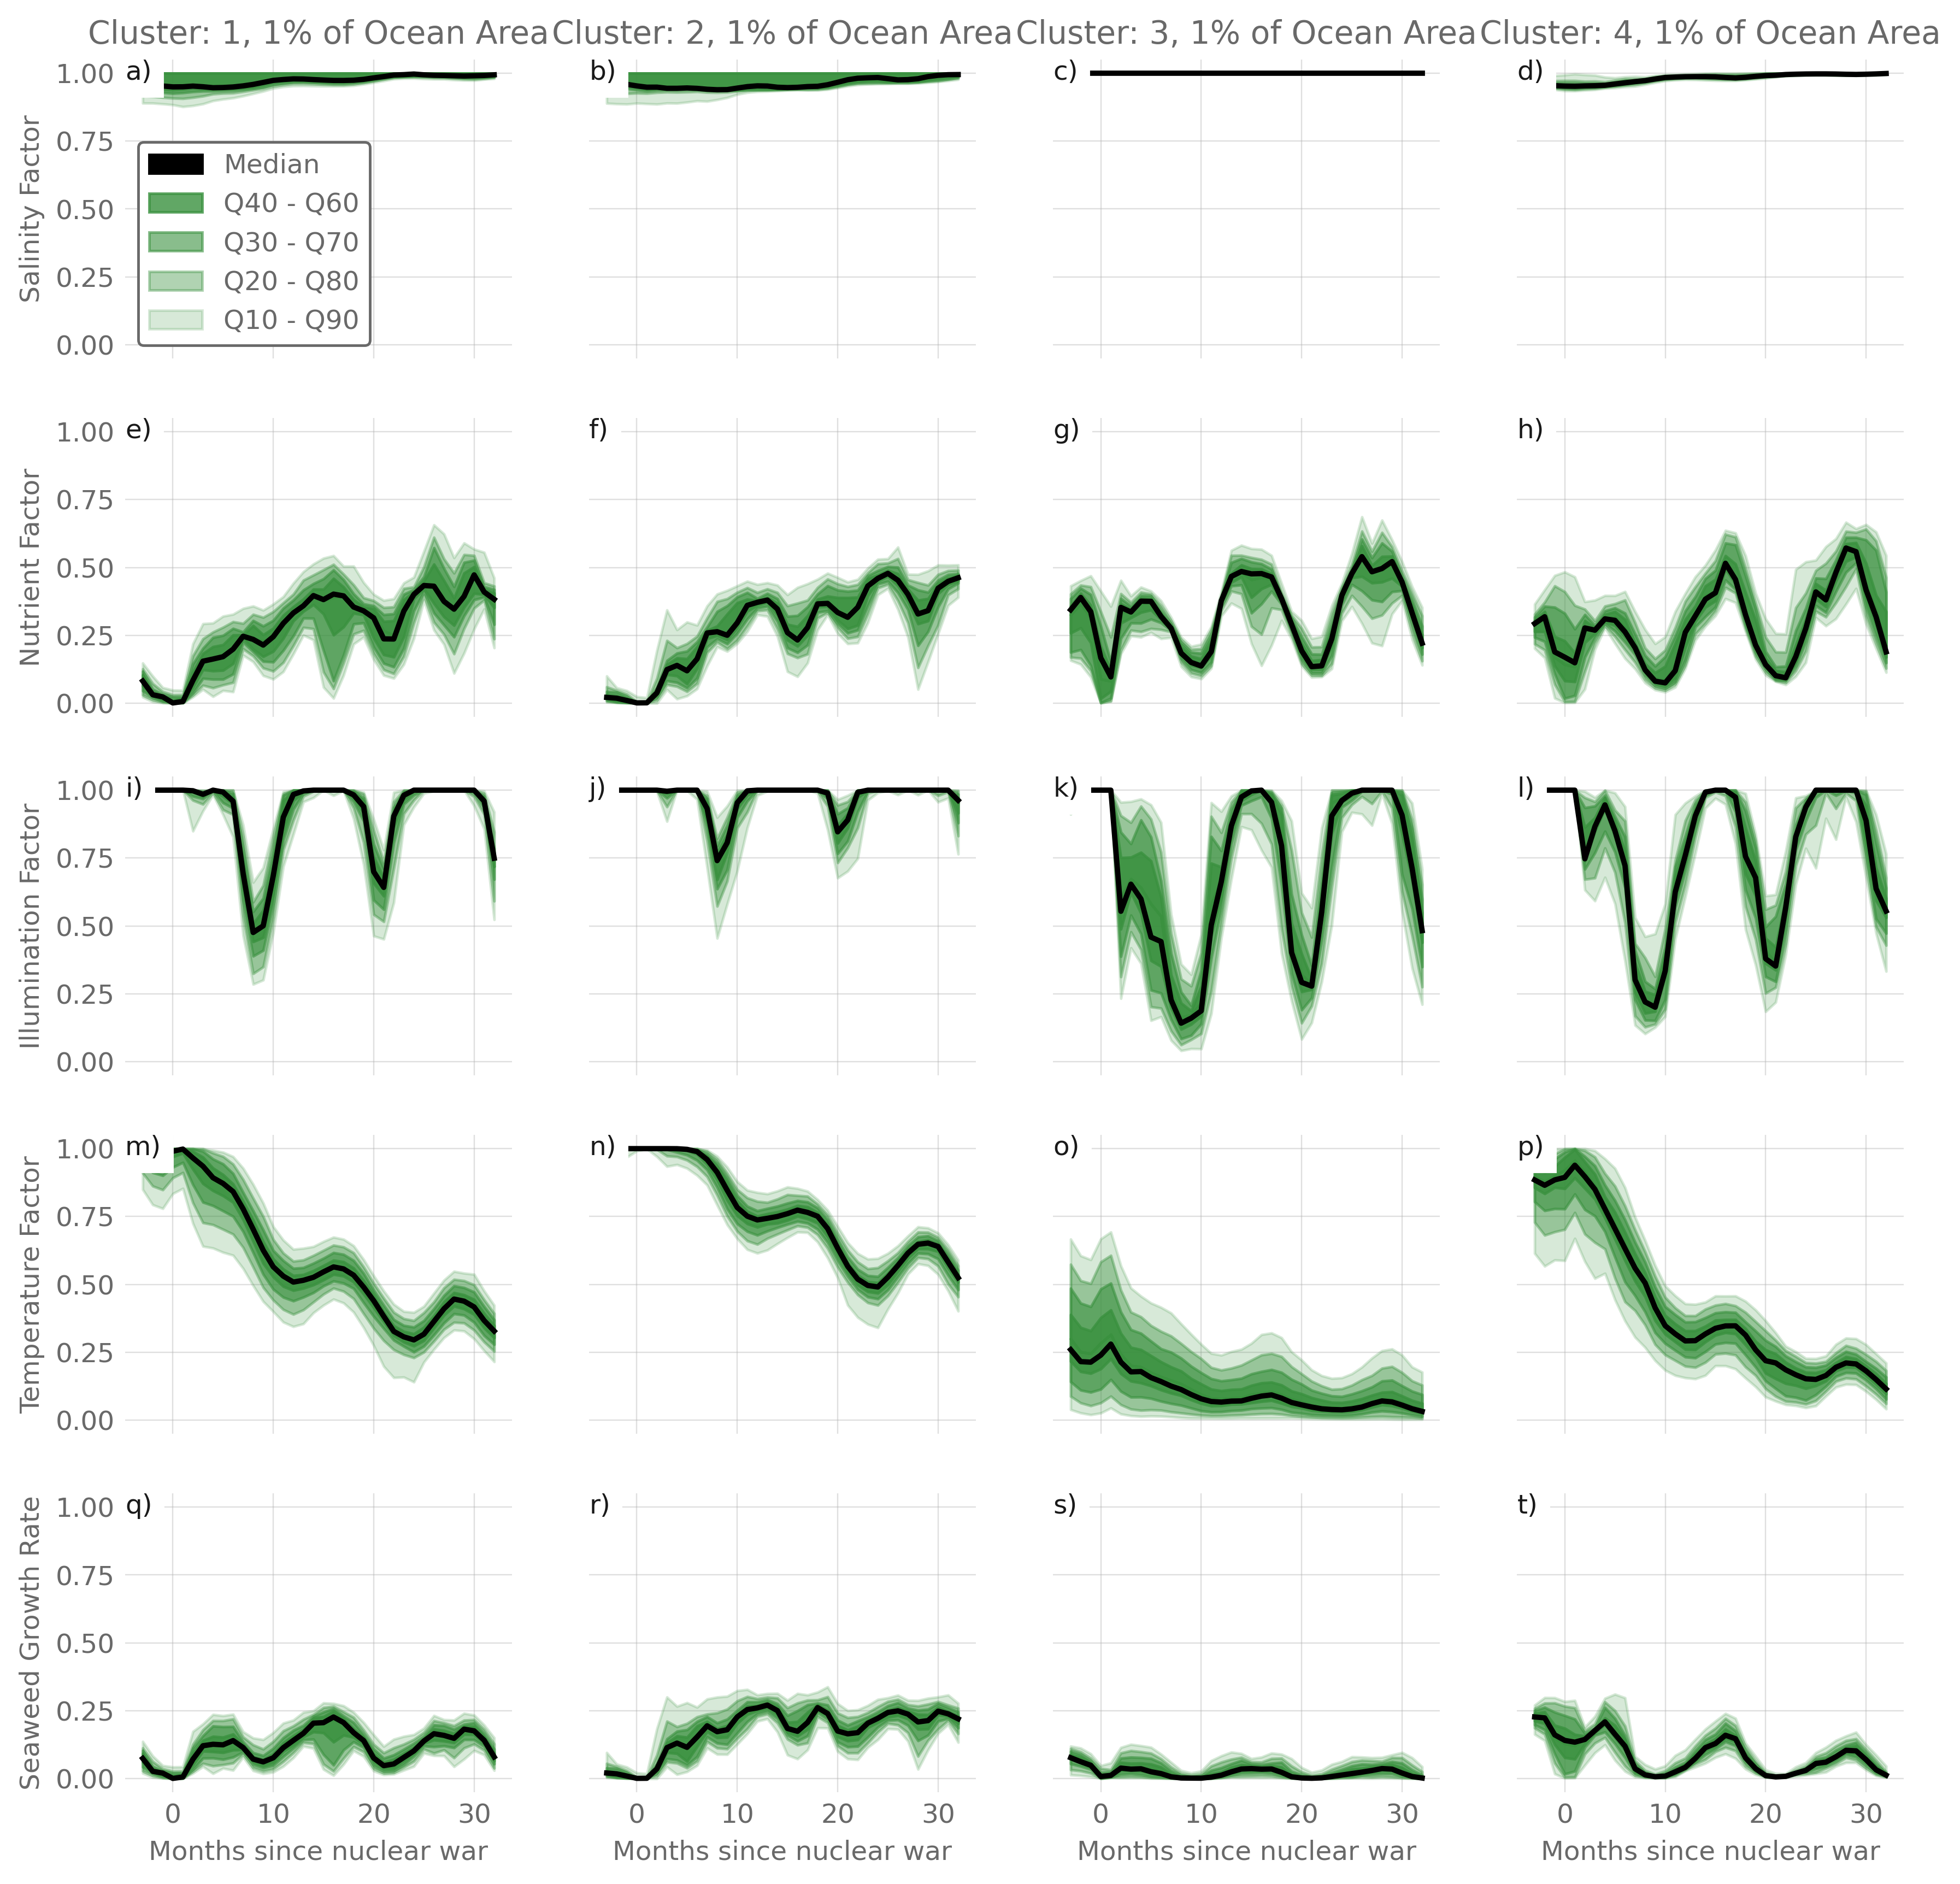 Cluster: 1, 1% of Ocean Area Cluster: 2, 1% of Ocean Area Cluster: 3, 1% of Ocean Area Cluster: 4, 1% of Ocean Area
a) b) c) d)
Salinity Factor
1.00
0.75
0.50
0.25
0.00
Median
Q40 - Q60
Q30 - Q70
Q20 - Q80
Q10 - Q90
e) f) g) h)
Nutrient Factor
1.00
0.75
0.50
0.25
0.00
i) j) k) l)
Illumination Factor
1.00
0.75
0.50
0.25
0.00
m) n) o) p)
Temperature Factor
1.00
0.75
0.50
0.25
0.00
q) r) s) t)
Seaweed Growth Rate
1.00
0.75
0.50
0.25
0.00
0 10 20 30 0 10 20 30 0 10 20 30 0 10 20 30
Months since nuclear war Months since nuclear war Months since nuclear war Months since nuclear war